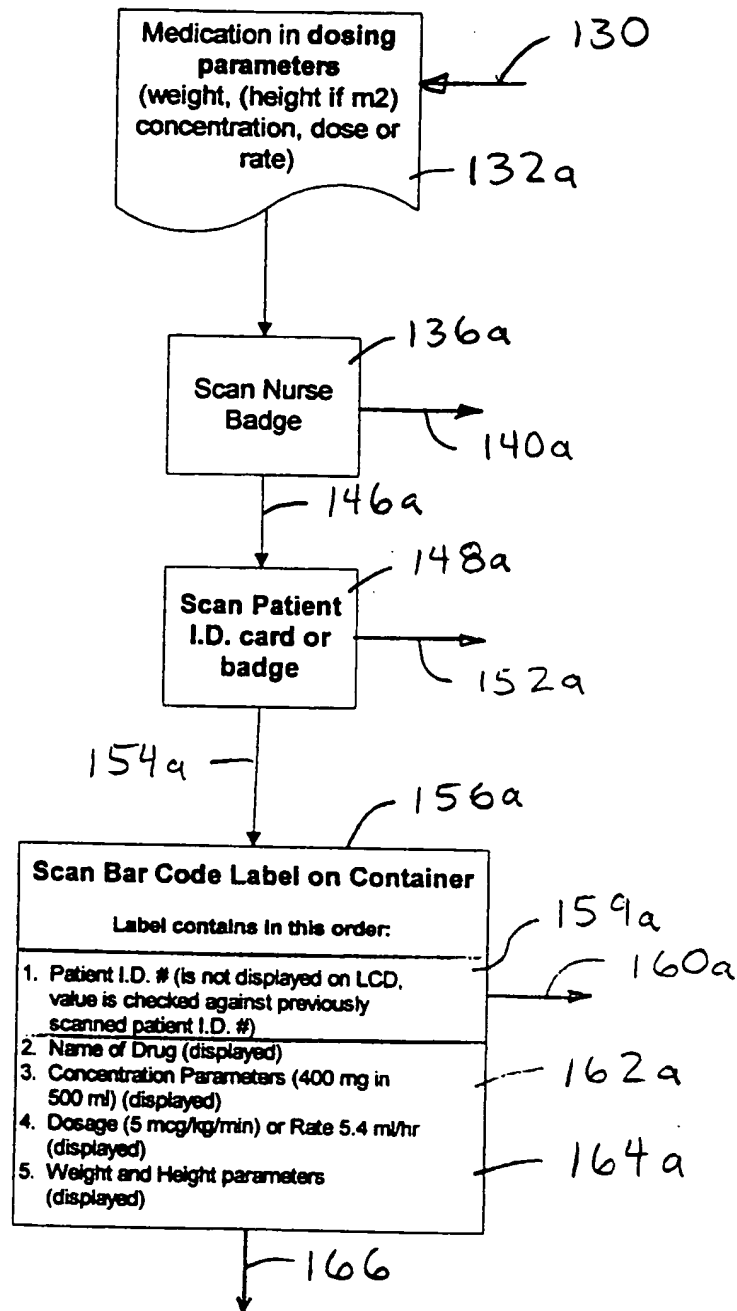 Medication in dosing
parameters
(weight, (height if m2)
concentration, dose or
rate)
130
132a
136a
Scan Nurse
Badge
140a
146a
148a
Scan Patient
I.D. card or
badge
152a
154a
156a
Scan Bar Code Label on Container
Label contains in this order:
159a
160a
1. Patient I.D. # (is not displayed on LCD,
value is checked against previously
scanned patient I.D. #)
2. Name of Drug (displayed)
3. Concentration Parameters (400 mg in
500 ml) (displayed)
162a
4. Dosage (5 mcg/kg/min) or Rate 5.4 ml/hr
(displayed)
164a
5. Weight and Height parameters
(displayed)
166